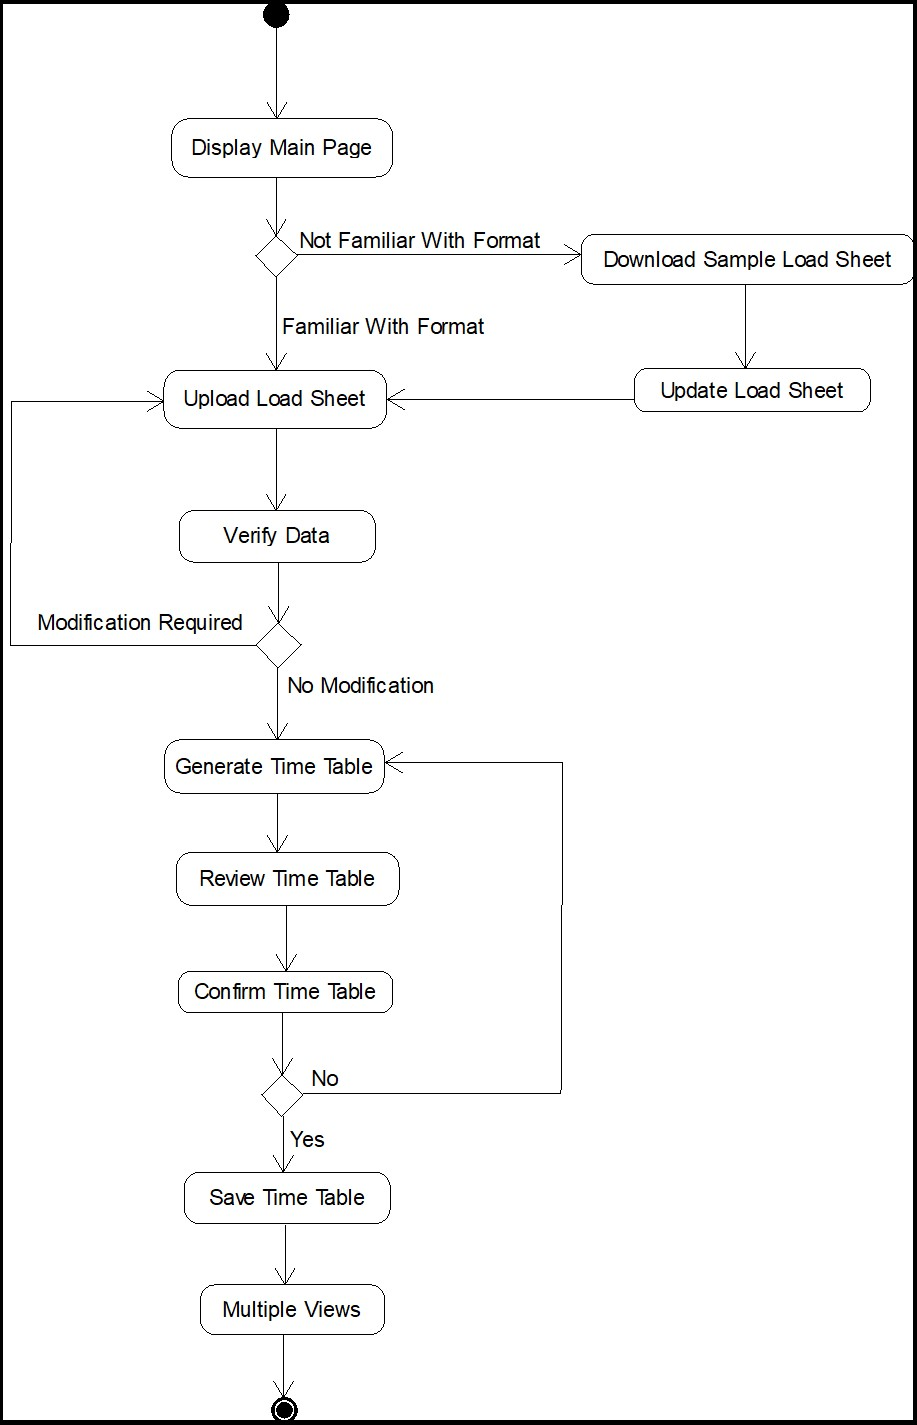 Display Main Page
Not Familiar With Format
Download Sample Load Sheet
Familiar With Format
Upload Load Sheet
Update Load Sheet
Verify Data
Modification Required
No Modification
Generate Time Table
Review Time Table
Confirm Time Table
No
Yes
Save Time Table
Multiple Views